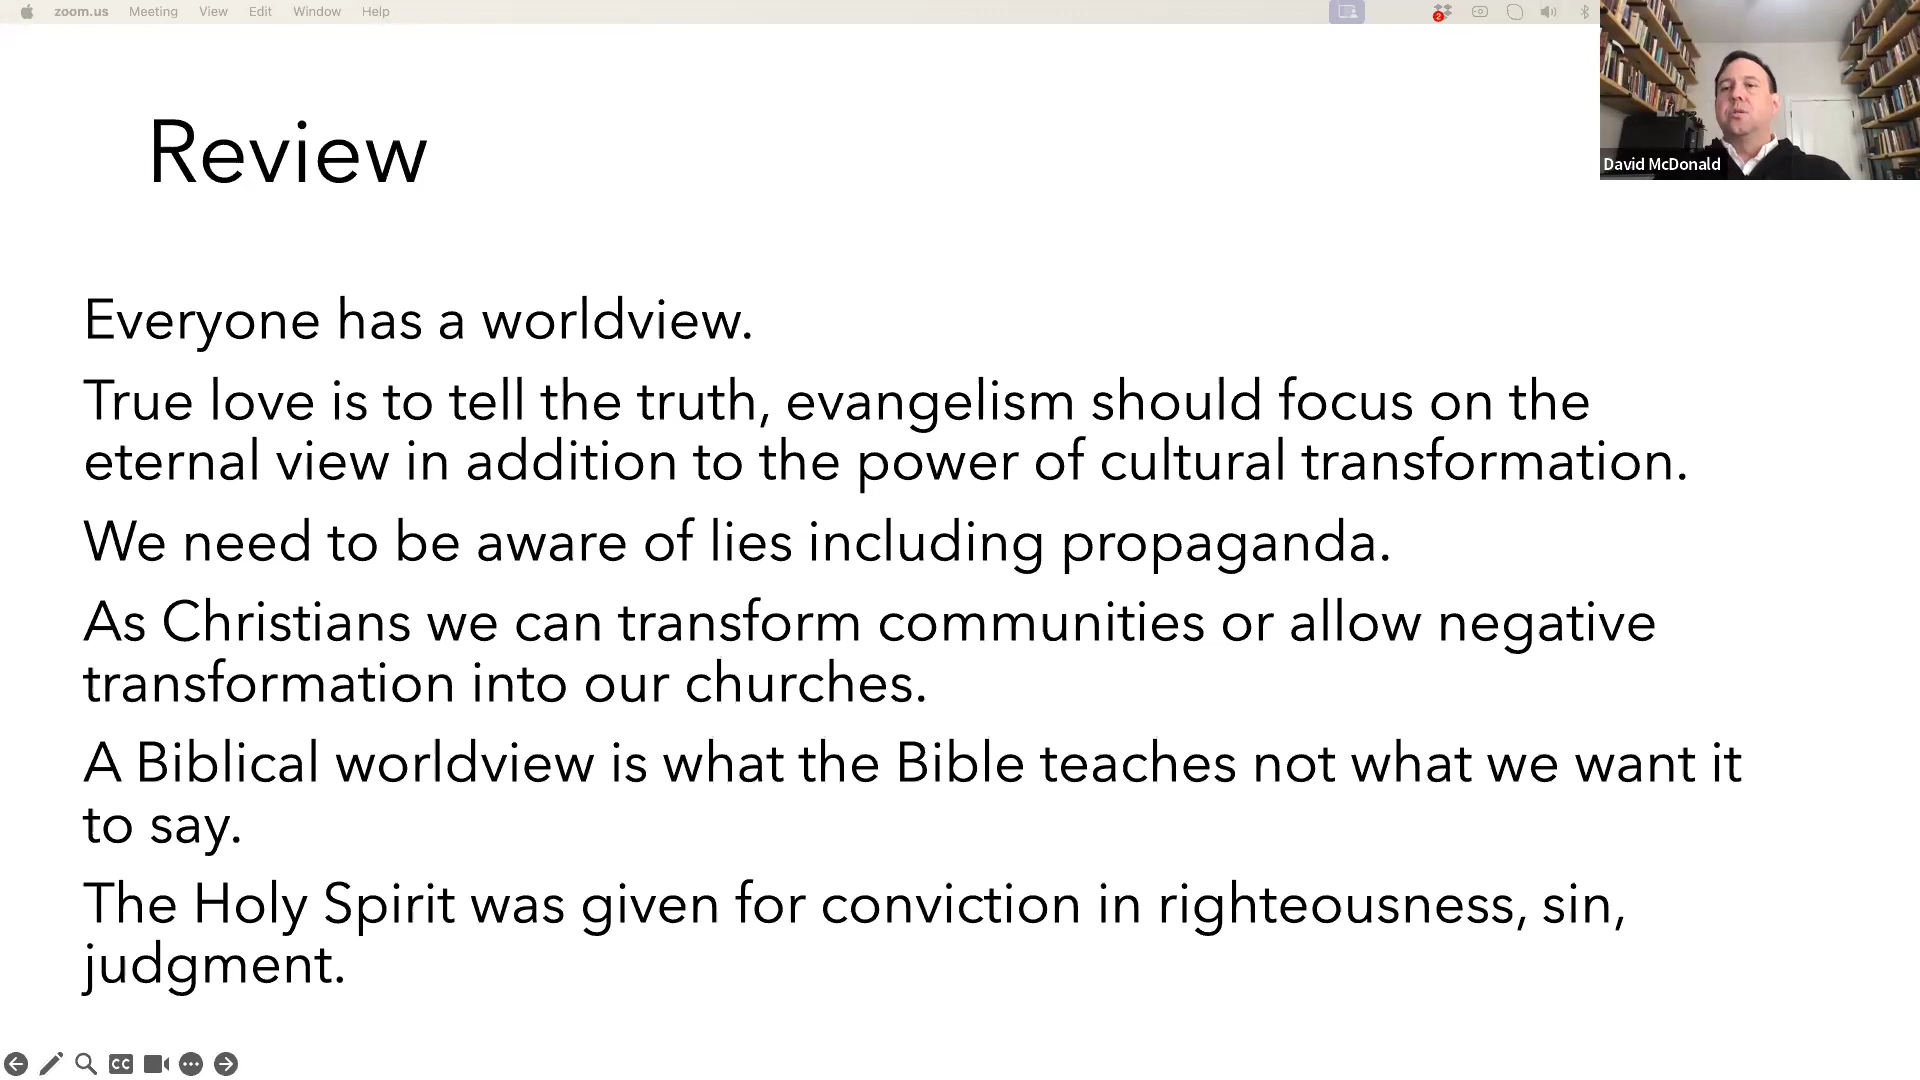 zoom.us Meeting View Edit Window Help
2
David McDonald
Review
Everyone has a worldview.
True love is to tell the truth, evangelism should focus on the
eternal view in addition to the power of cultural transformation.
We need to be aware of lies including propaganda.
As Christians we can transform communities or allow negative
transformation into our churches.
A Biblical worldview is what the Bible teaches not what we want it
to say.
The Holy Spirit was given for conviction in righteousness, sin,
judgment.
CC